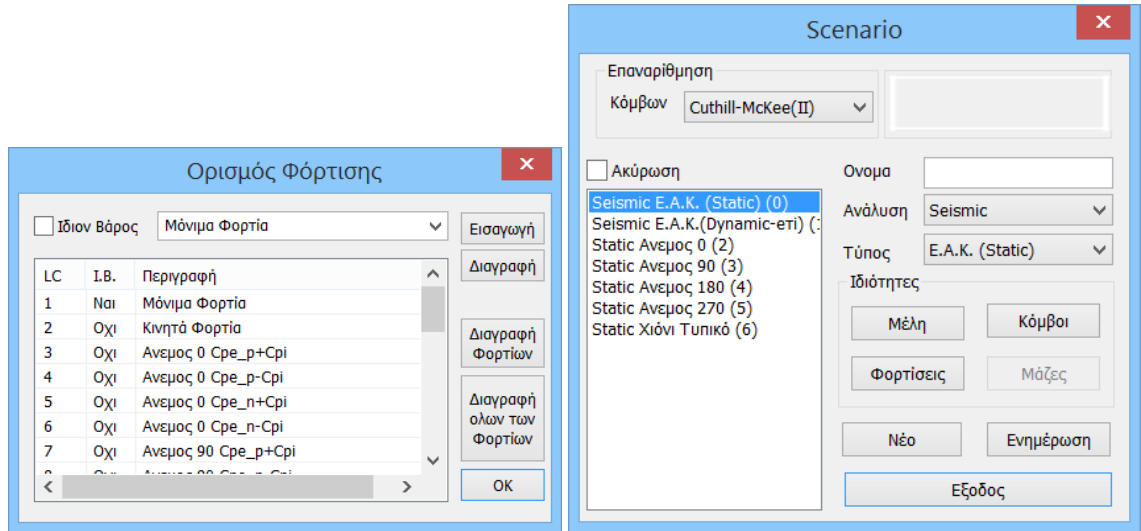 Ορισμός Φόρτισης
Ιδιον Βάρος
Μόνιμα Φορτία
Εισαγωγή
Διαγραφή
LC Ι.Β. Περιγραφή
1 Ναι Μόνιμα Φορτία
2 Οχι Κινητά Φορτία
3 Οχι Ανεμος 0 Cpe_p+Cpi
4 Οχι Ανεμος 0 Cpe_p-Cpi
5 Οχι Ανεμος 0 Cpe_n+Cpi
6 Οχι Ανεμος 0 Cpe_n-Cpi
7 Οχι Ανεμος 90 Cpe_p+Cpi
Διαγραφή
Φορτίων
Διαγραφή
ολων των
Φορτίων
OK
Scenario
Επαναρίθμηση
Κόμβων
Cuthill-McKee(II)
Ακύρωση
Seismic E.A.K. (Static) (0)
Seismic E.A.K.(Dynamic-ετι) (
Static Ανεμος 0 (2)
Static Ανεμος 90 (3)
Static Ανεμος 180 (4)
Static Ανεμος 270 (5)
Static Χιόνι Τυπικό (6)
Ονομα
Ανάλυση
Seismic
Τύπος
E.A.K. (Static)
Ιδιότητες
Μέλη
Κόμβοι
Φορτίσεις
Μάζες
Νέο
Ενημέρωση
Εξοδος